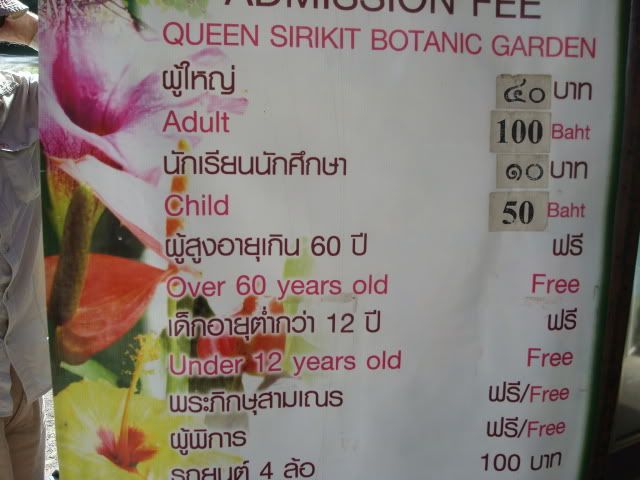 ADMISSION FEE
QUEEN SIRIKIT BOTANIC GARDEN
ผู้ใหญ่ ๔๐ บาท
Adult 100 Baht
นักเรียนนักศึกษา ๑๐ บาท
Child 50 Baht
ผู้สูงอายุเกิน 60 ปี ฟรี
Over 60 years old Free
เด็กอายุต่ำกว่า 12 ปี ฟรี
Under 12 years old Free
พระภิกษุสามเณร ฟรี/Free
ผู้พิการ ฟรี/Free
รถยนต์ 4 ล้อ 100 บาท